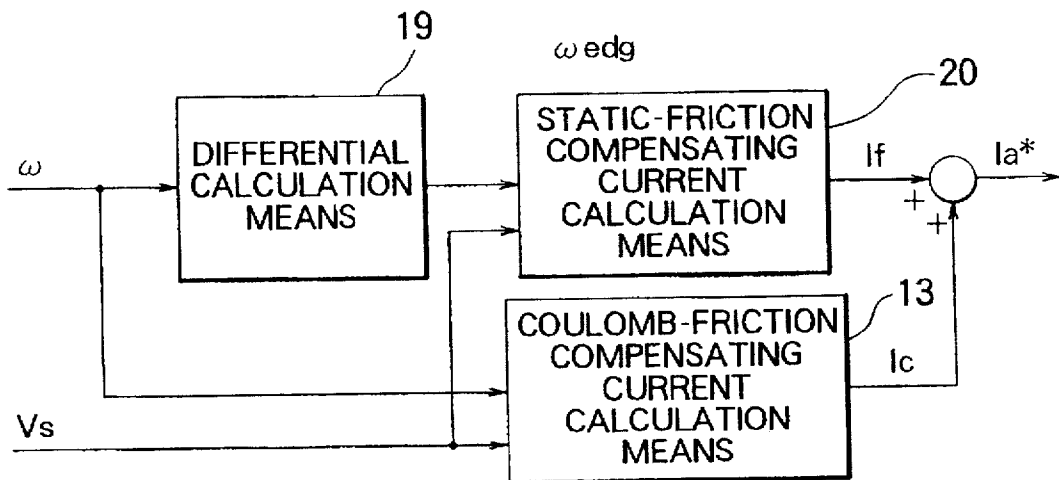 19
ω edg
20
DIFFERENTIAL
CALCULATION
MEANS
STATIC-FRICTION
COMPENSATING
CURRENT
CALCULATION
MEANS
ω
If
Ia*
+
+
13
COULOMB-FRICTION
COMPENSATING
CURRENT
CALCULATION
MEANS
Ic
Vs